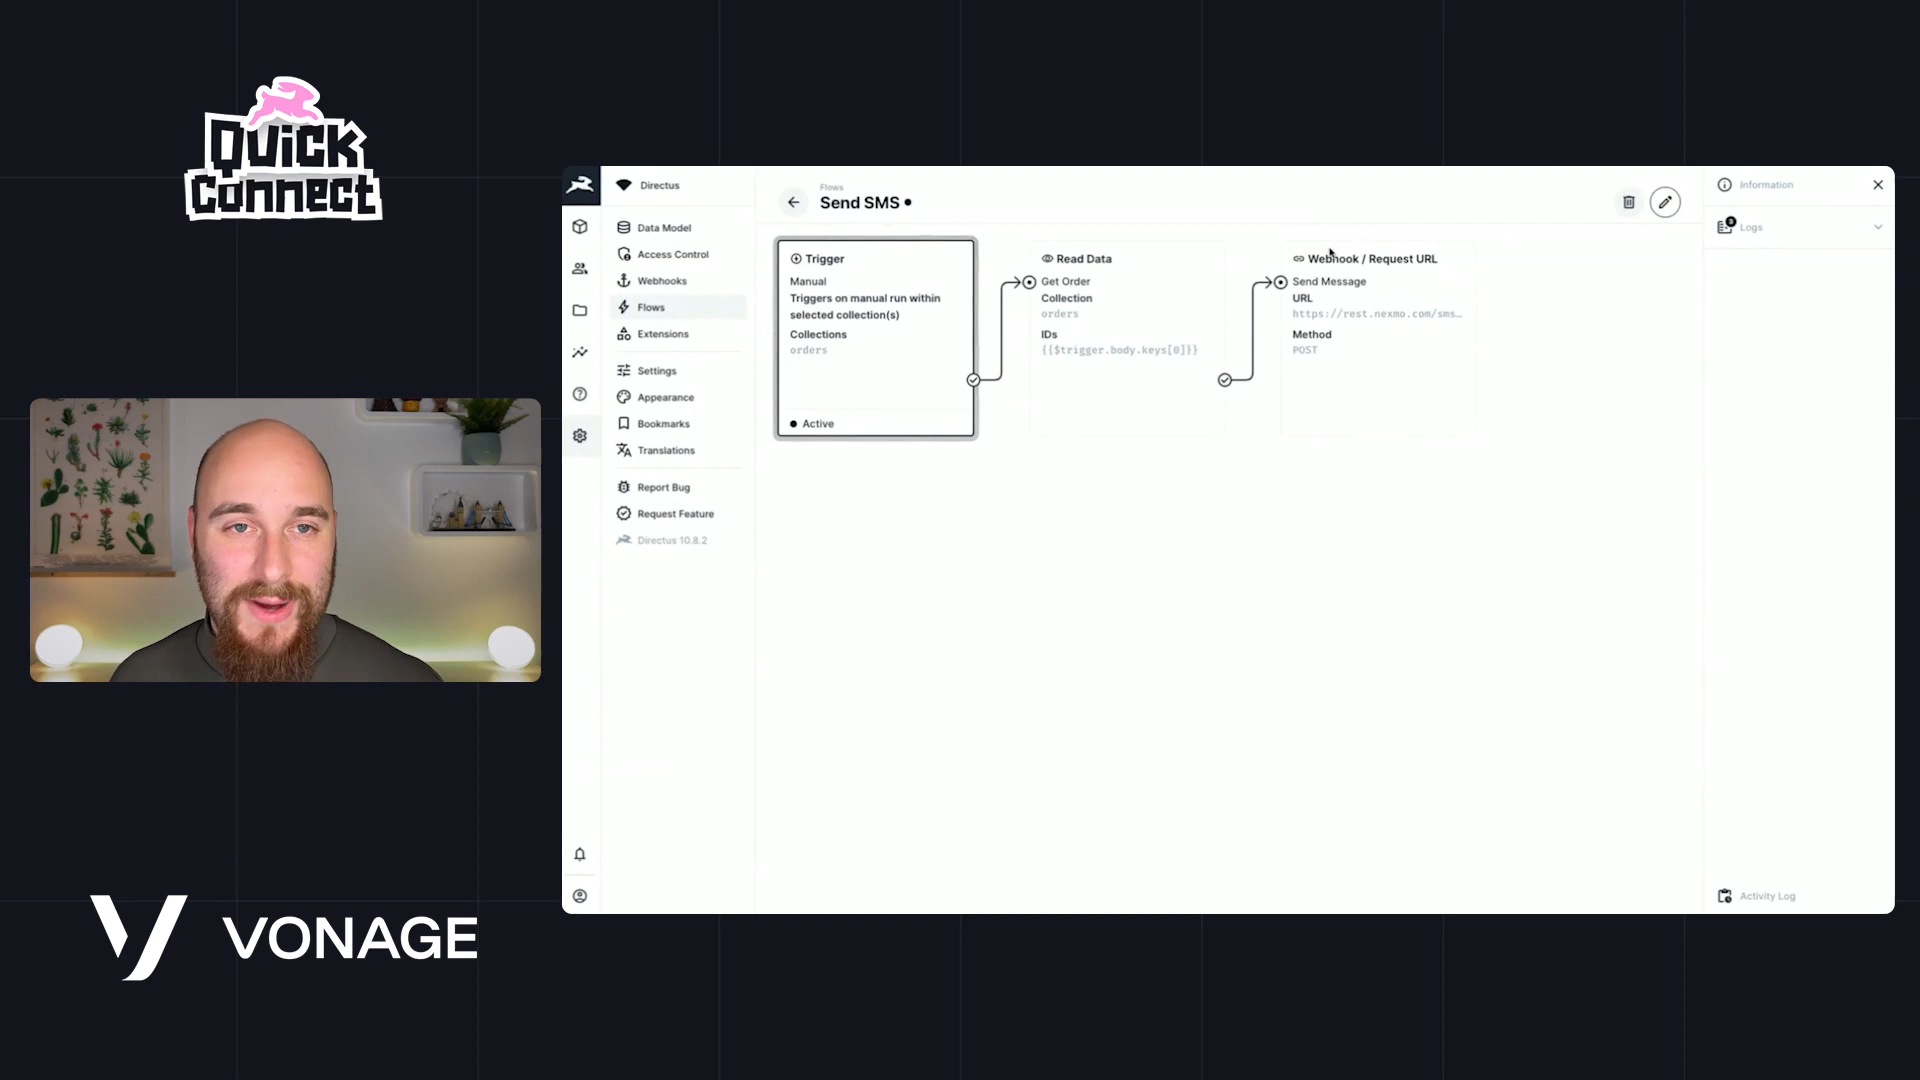 Quick
Connect
VONAGE
Directus
Data Model
Access Control
Webhooks
Flows
Extensions
Settings
Appearance
Bookmarks
Translations
Report Bug
Request Feature
Directus 10.8.2
Flows
Send SMS
Trigger
Manual
Triggers on manual run within
selected collection(s)
Collections
orders
Active
Read Data
Get Order
Collection
orders
IDs
{{$trigger.body.keys[0]}}
Webhook / Request URL
Send Message
URL
https://rest.nexmo.com/sms…
Method
POST
Information
Logs
Activity Log